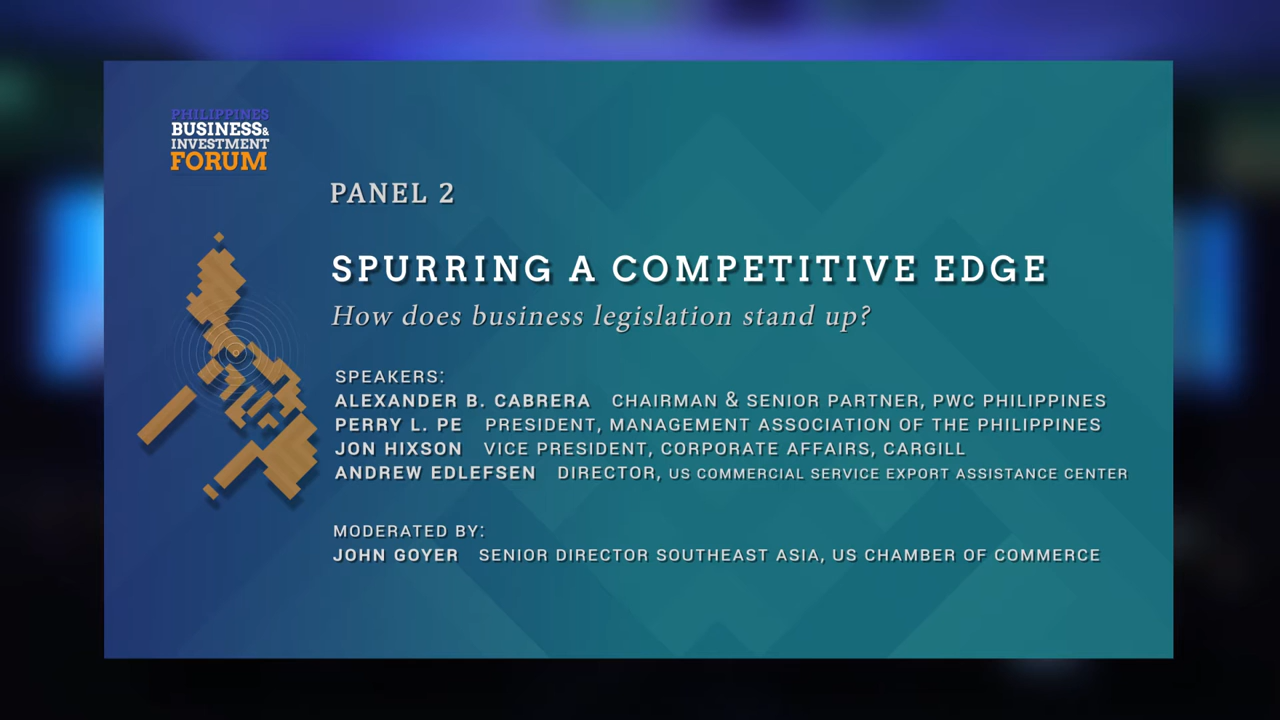 PHILIPPINES
BUSINESS&
INVESTMENT
FORUM
PANEL 2
SPURRING A COMPETITIVE EDGE
How does business legislation stand up?
SPEAKERS:
ALEXANDER B. CABRERA CHAIRMAN & SENIOR PARTNER, PWC PHILIPPINES
PERRY L. PE PRESIDENT, MANAGEMENT ASSOCIATION OF THE PHILIPPINES
JON HIXSON VICE PRESIDENT, CORPORATE AFFAIRS, CARGILL
ANDREW EDLEFSEN DIRECTOR, US COMMERCIAL SERVICE EXPORT ASSISTANCE CENTER
MODERATED BY:
JOHN GOYER SENIOR DIRECTOR SOUTHEAST ASIA, US CHAMBER OF COMMERCE